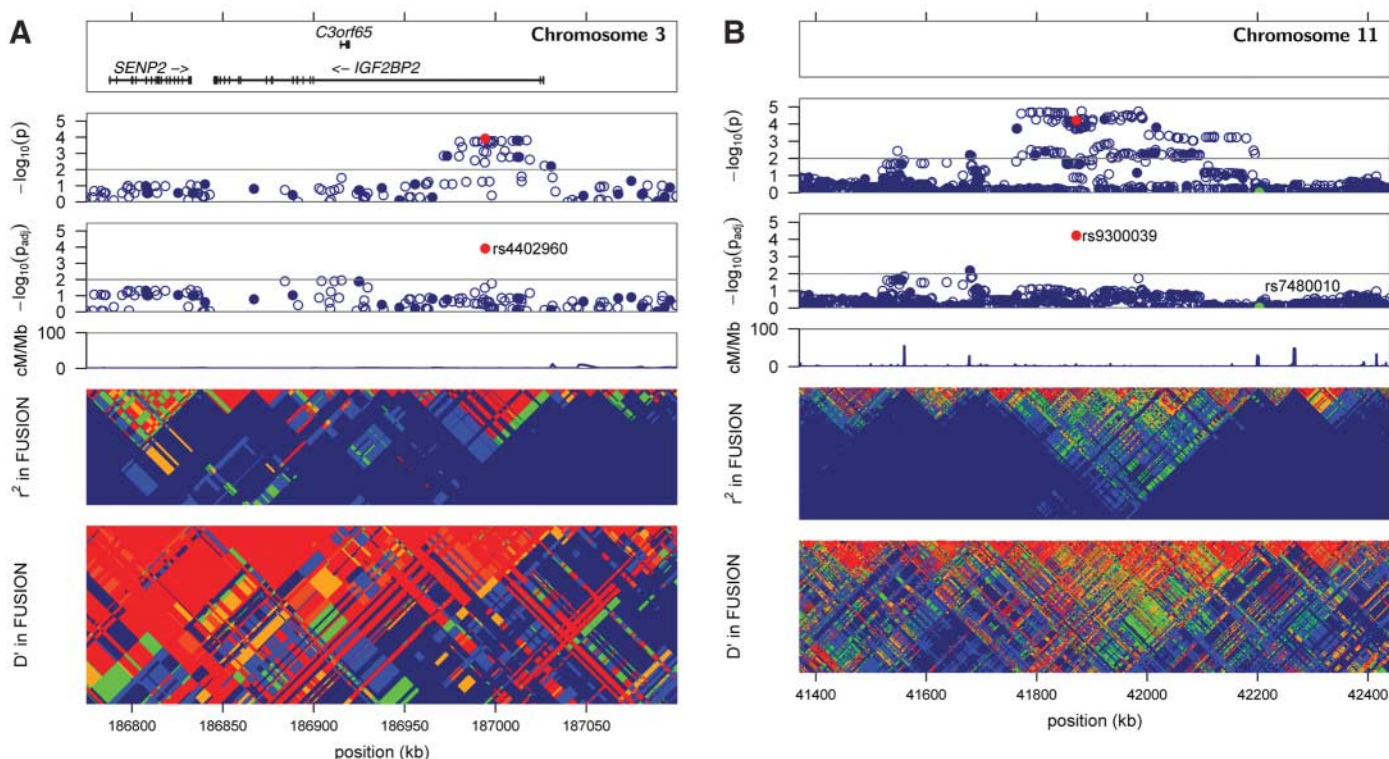 A
C3orf65
Chromosome 3
SENP2 –>
<– IGF2BP2
5
4
3
2
1
0
−log10(p)
5
4
3
2
1
0
−log10(padj)
rs4402960
100
0
cM/Mb
r2 in FUSION
D' in FUSION
186800
186850
186900
186950
187000
187050
position (kb)
B
Chromosome 11
5
4
3
2
1
0
−log10(p)
5
4
3
2
1
0
−log10(padj)
rs9300039
rs7480010
100
0
cM/Mb
r2 in FUSION
D' in FUSION
41400
41600
41800
42000
42200
42400
position (kb)